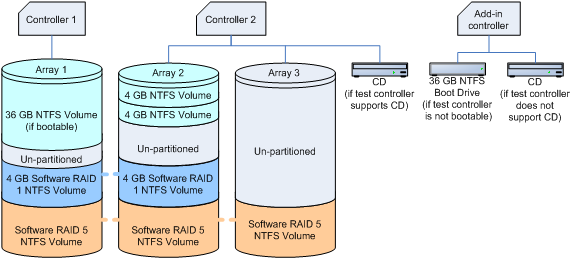 Controller 1
Controller 2
Add-in
controller
Array 1
36 GB NTFS Volume
(if bootable)
Un-partitioned
4 GB Software RAID
1 NTFS Volume
Software RAID 5
NTFS Volume
Array 2
4 GB NTFS Volume
4 GB NTFS Volume
Un-partitioned
4 GB Software RAID
1 NTFS Volume
Software RAID 5
NTFS Volume
Array 3
Un-partitioned
Software RAID 5
NTFS Volume
CD
(if test controller
supports CD)
36 GB NTFS
Boot Drive
(if test controller
is not bootable)
CD
(if test controller
does not
support CD)